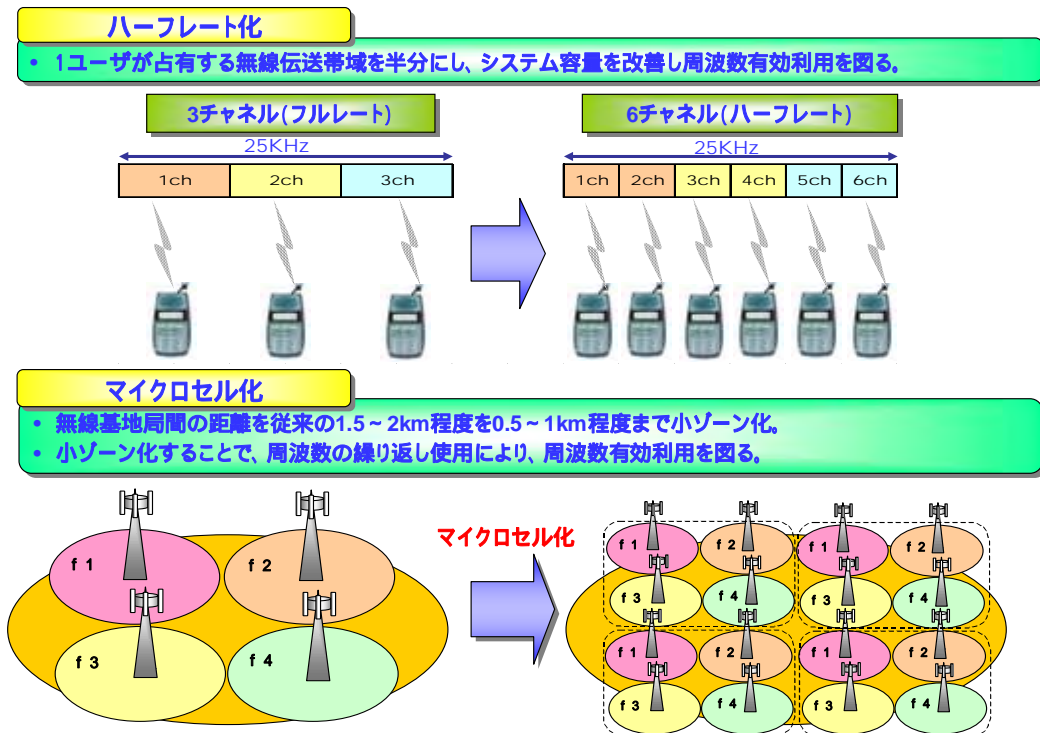 ハーフレート化
• 1ユーザが占有する無線伝送帯域を半分にし、システム容量を改善し周波数有効利用を図る。
3チャネル(フルレート)
6チャネル(ハーフレート)
25KHz
25KHz
1ch 2ch 3ch
1ch 2ch 3ch 4ch 5ch 6ch
マイクロセル化
• 無線基地局間の距離を従来の1.5~2km程度を0.5~1km程度まで小ゾーン化。
• 小ゾーン化することで、周波数の繰り返し使用により、周波数有効利用を図る。
マイクロセル化
f 1 f 2
f 3 f 4
f 1 f 2 f 1 f 2
f 3 f 4 f 3 f 4
f 1 f 2 f 1 f 2
f 3 f 4 f 3 f 4